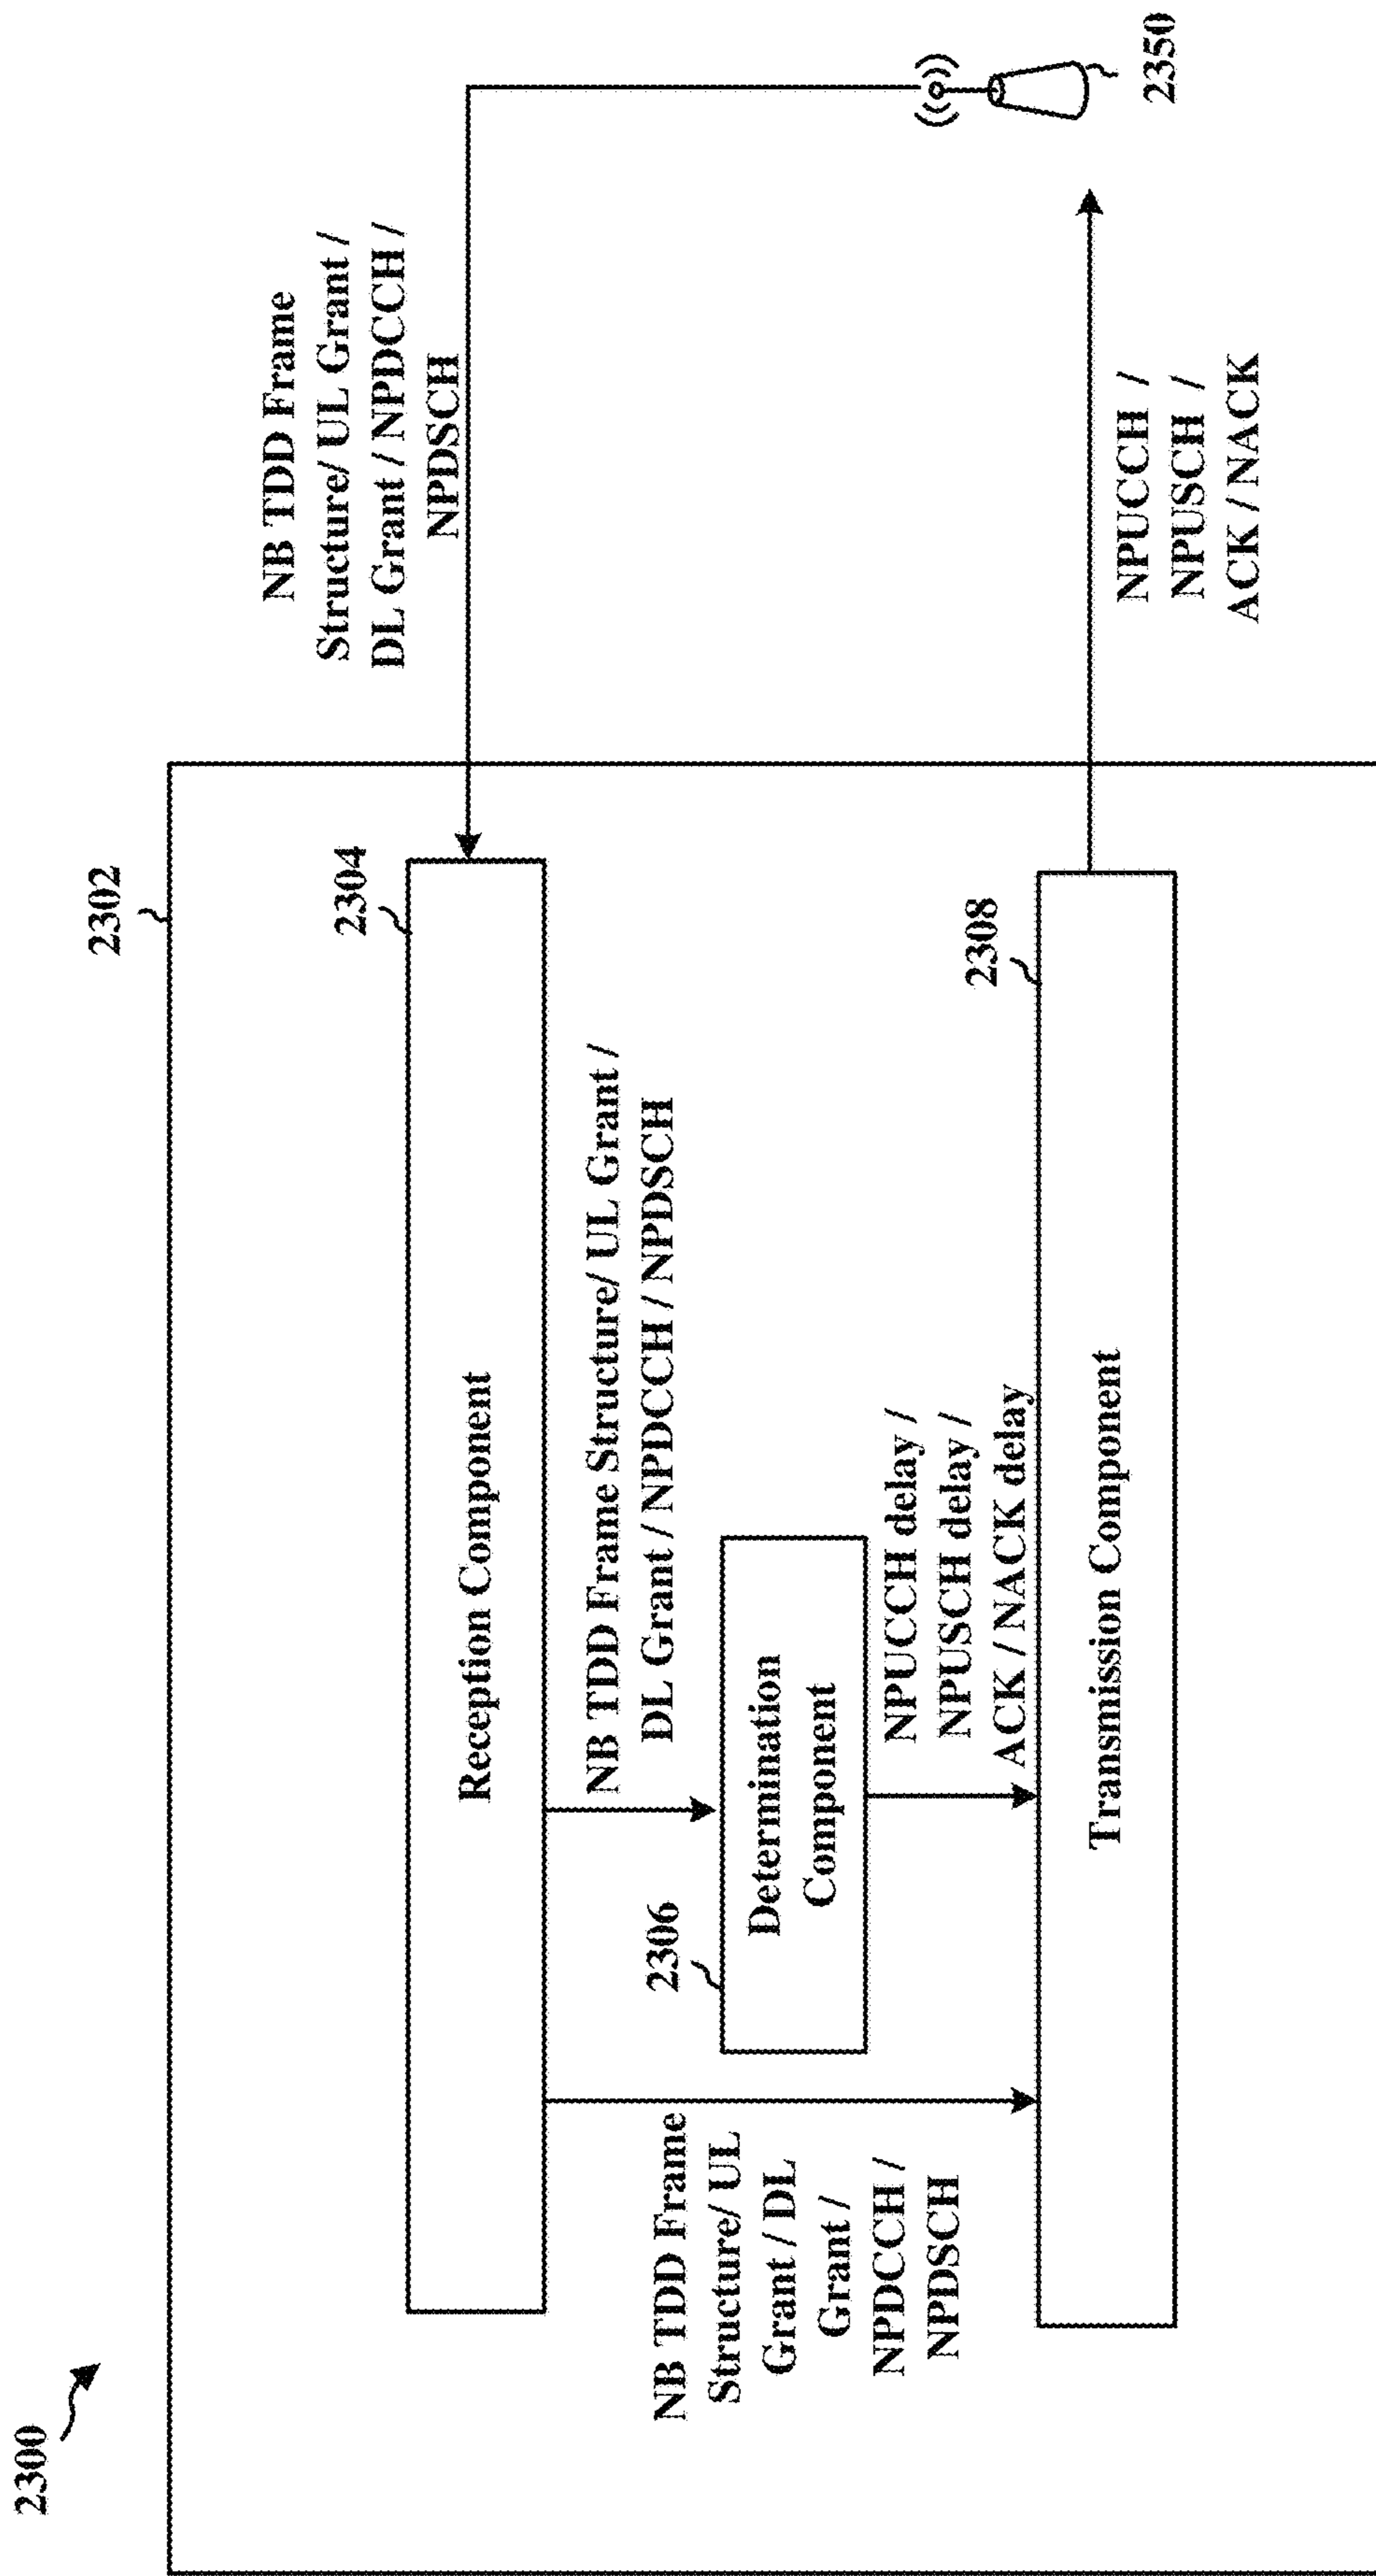 2300
2302
2304
Reception Component
NB TDD Frame
Structure/ UL Grant /
DL Grant / NPDCCH /
NPDSCH
NB TDD Frame Structure/ UL Grant /
DL Grant / NPDCCH / NPDSCH
NB TDD Frame
Structure/ UL
Grant / DL
Grant /
NPDCCH /
NPDSCH
2306
Determination
Component
NPUCCH delay /
NPUSCH delay /
ACK / NACK delay
2308
Transmission Component
NPUCCH /
NPUSCH /
ACK / NACK
2350